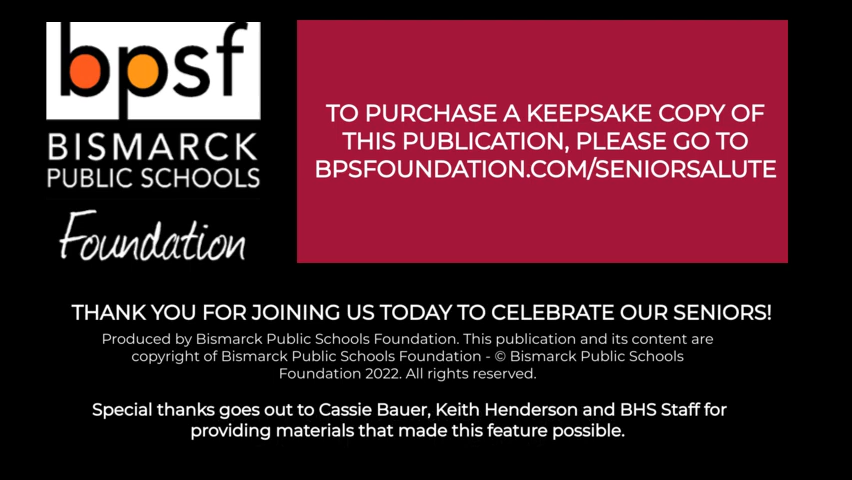 bpsf
BISMARCK
PUBLIC SCHOOLS
Foundation
TO PURCHASE A KEEPSAKE COPY OF
THIS PUBLICATION, PLEASE GO TO
BPSFOUNDATION.COM/SENIORSALUTE
THANK YOU FOR JOINING US TODAY TO CELEBRATE OUR SENIORS!
Produced by Bismarck Public Schools Foundation. This publication and its content are
copyright of Bismarck Public Schools Foundation - © Bismarck Public Schools
Foundation 2022. All rights reserved.
Special thanks goes out to Cassie Bauer, Keith Henderson and BHS Staff for
providing materials that made this feature possible.